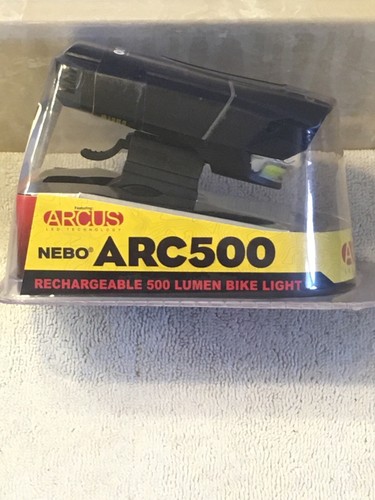 Featuring
ARCUS
LED TECHNOLOGY
NEBO® ARC500
RECHARGEABLE 500 LUMEN BIKE LIGHT